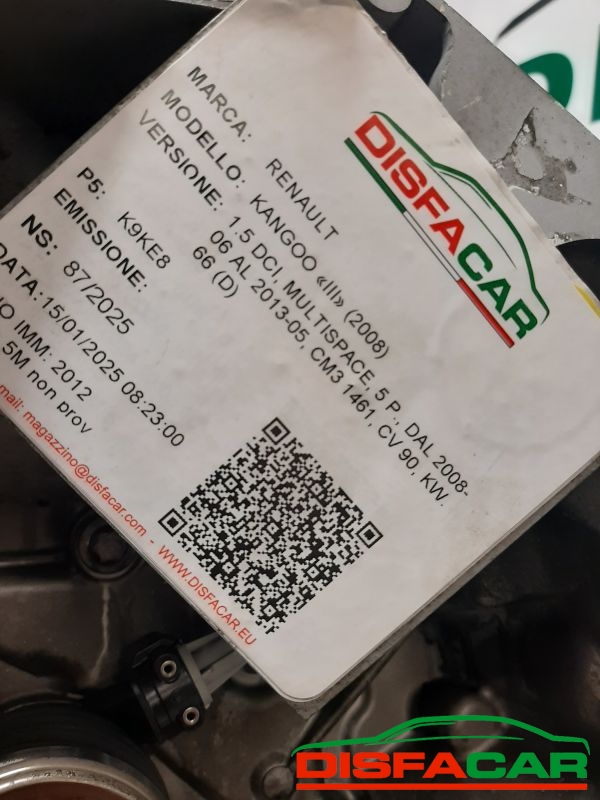 DISFACAR
MARCA: RENAULT
MODELLO: KANGOO «III» (2008)
VERSIONE: 1.5 DCI, MULTISPACE, 5 P., DAL 2008-
06 AL 2013-05, CM3 1461, CV 90, KW.
66 (D)
P5: K9KE8
EMISSIONE:
NS: 87/2025
DATA: 15/01/2025 08:23:00
IMM: 2012
5M non prov
mail: magazzino@disfacar.com - WWW.DISFACAR.EU
DISFACAR